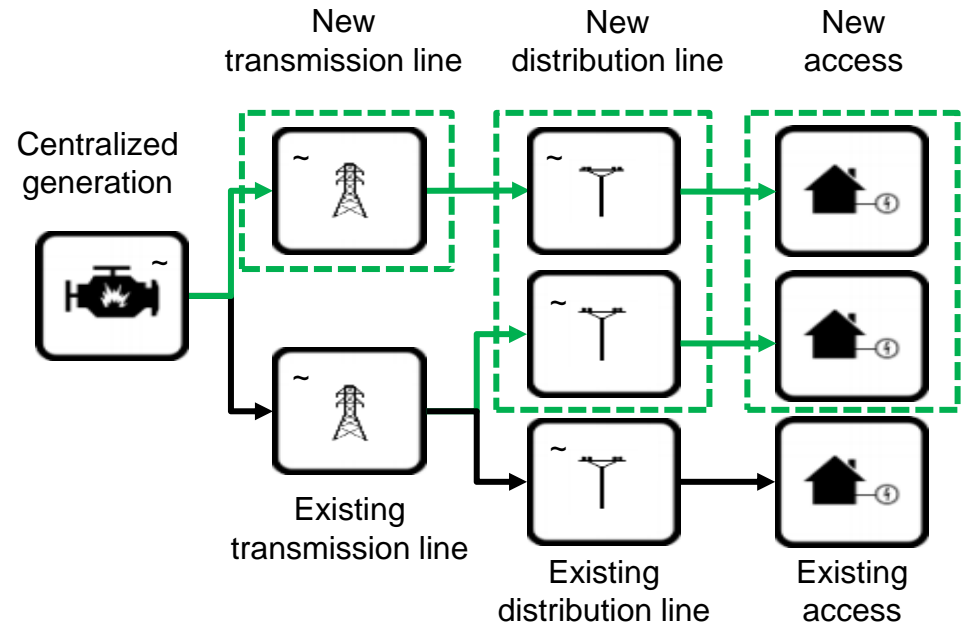 New
transmission line
New
distribution line
New
access
Centralized
generation
~
~
~
~
~
~
Existing
transmission line
Existing
distribution line
Existing
access